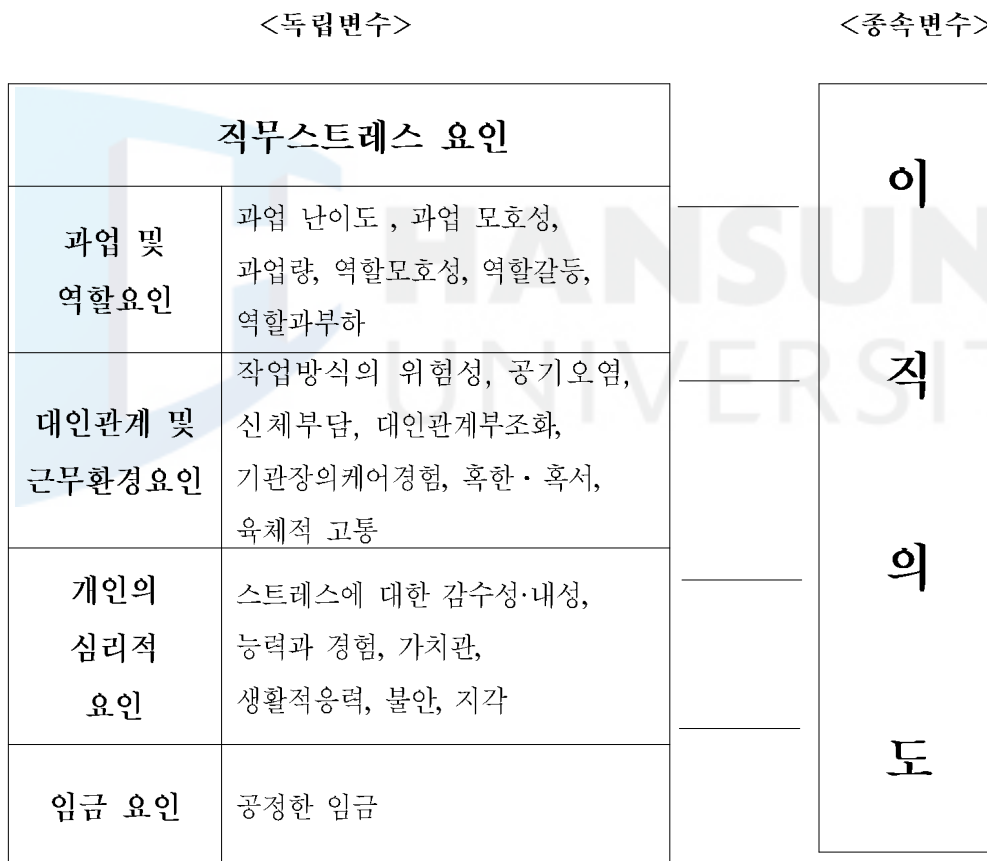 <독립변수>
<종속변수>
직무스트레스 요인
과업 및
역할요인
과업 난이도 , 과업 모호성,
과업량, 역할모호성, 역할갈등,
역할과부하
대인관계 및
근무환경요인
작업방식의 위험성, 공기오염,
신체부담, 대인관계부조화,
기관장의케어경험, 혹한·혹서,
육체적 고통
개인의
심리적
요인
스트레스에 대한 감수성·내성,
능력과 경험, 가치관,
생활적응력, 불안, 지각
임금 요인
공정한 임금
이
직
의
도
HANSUN
UNIVERSIT